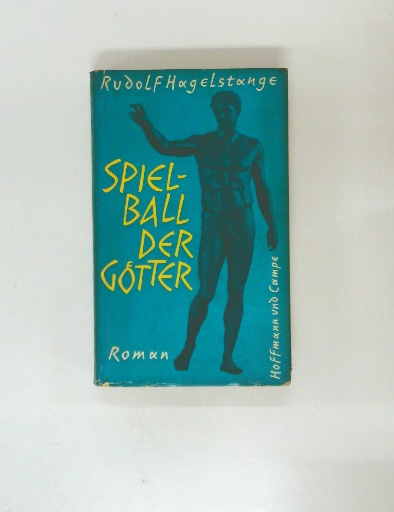 Rudolf Hagelstange
SPIEL-
BALL
DER
GÖTTER
Roman
Hoffmann und Campe